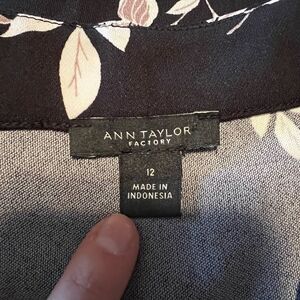 ANN TAYLOR
FACTORY
12
MADE IN
INDONESIA